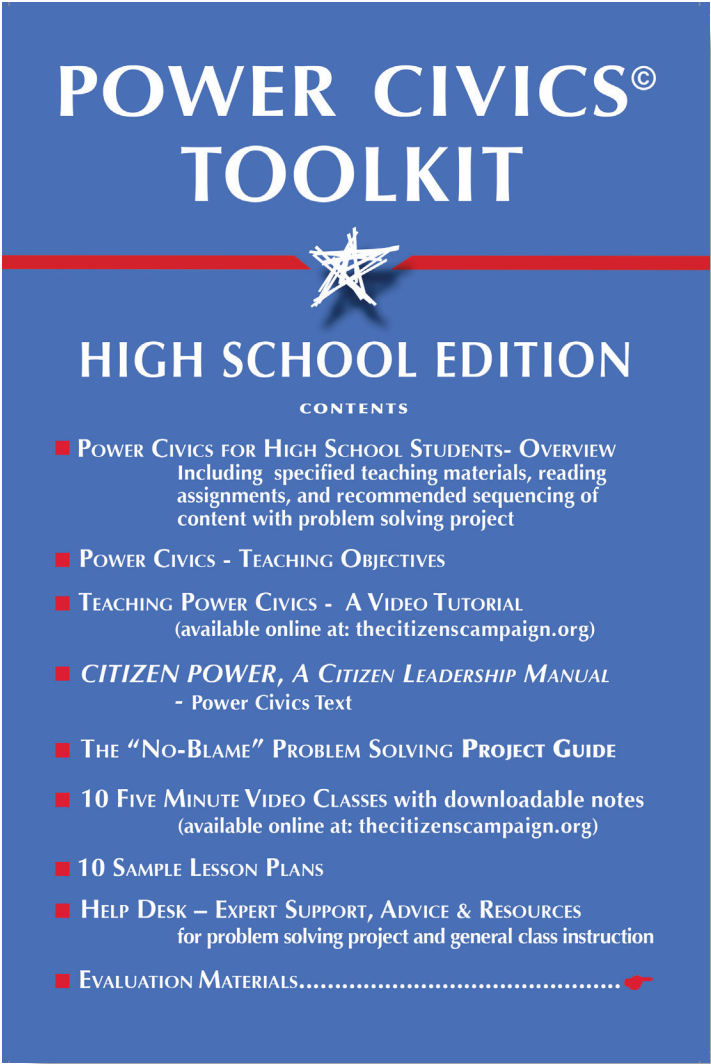 POWER CIVICS©
TOOLKIT
HIGH SCHOOL EDITION
CONTENTS
■ POWER CIVICS FOR HIGH SCHOOL STUDENTS- OVERVIEW
Including specified teaching materials, reading
assignments, and recommended sequencing of
content with problem solving project
■ POWER CIVICS - TEACHING OBJECTIVES
■ TEACHING POWER CIVICS - A VIDEO TUTORIAL
(available online at: thecitizenscampaign.org)
■ CITIZEN POWER, A CITIZEN LEADERSHIP MANUAL
- Power Civics Text
■ THE “NO-BLAME” PROBLEM SOLVING PROJECT GUIDE
■ 10 FIVE MINUTE VIDEO CLASSES with downloadable notes
(available online at: thecitizenscampaign.org)
■ 10 SAMPLE LESSON PLANS
■ HELP DESK – EXPERT SUPPORT, ADVICE & RESOURCES
for problem solving project and general class instruction
■ EVALUATION MATERIALS.............................................☛